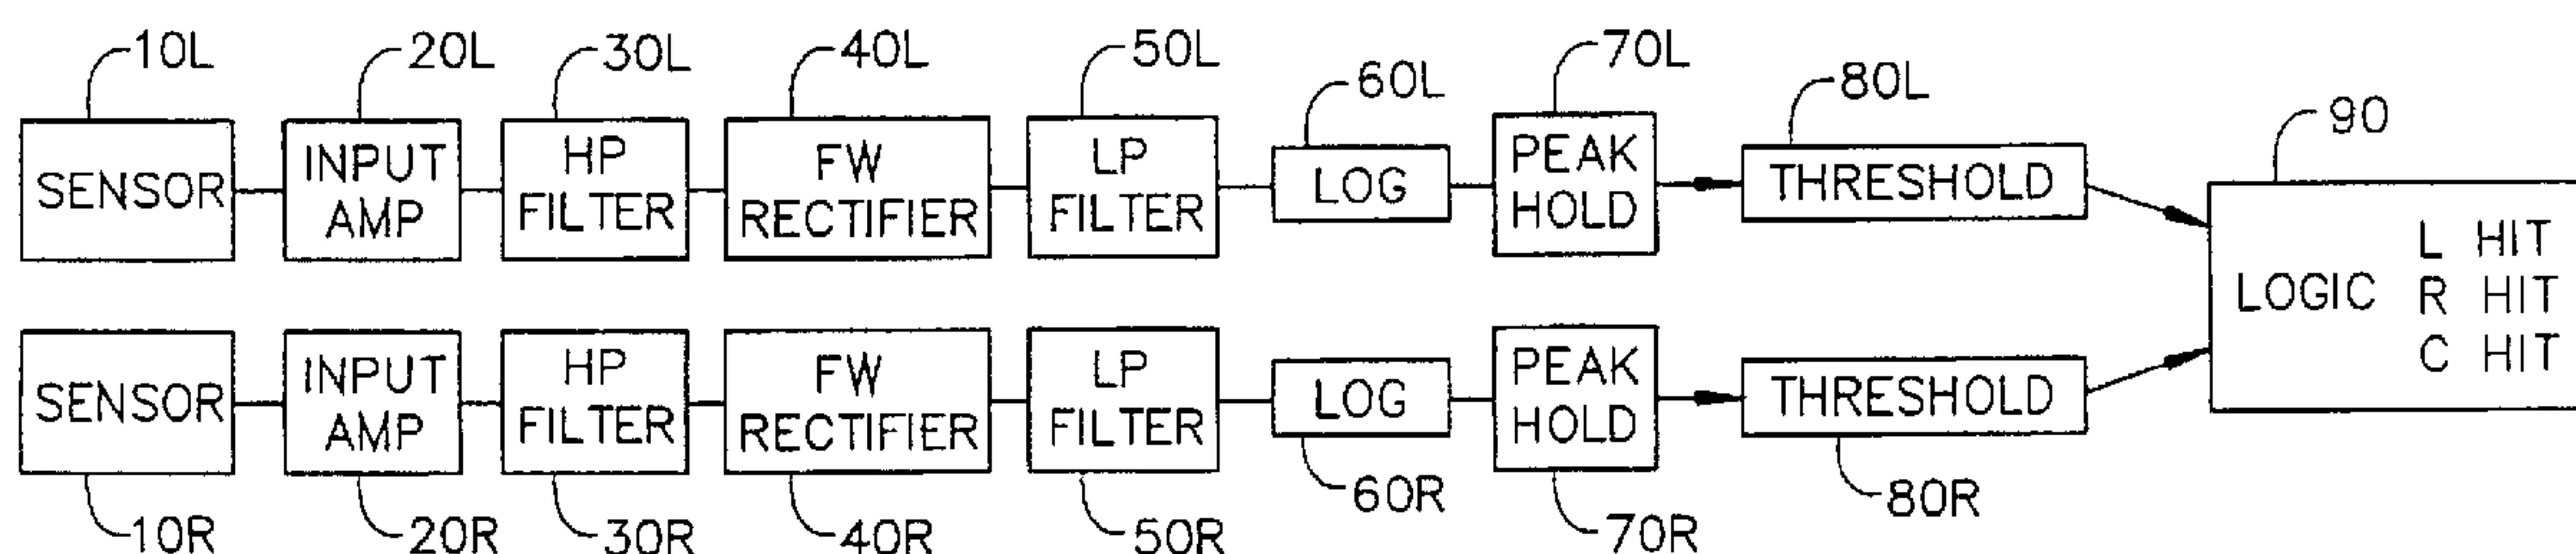 10L 20L 30L 40L 50L 60L 70L 80L 90
SENSOR
INPUT
AMP
HP
FILTER
FW
RECTIFIER
LP
FILTER
LOG
PEAK
HOLD
THRESHOLD
LOGIC
L HIT
R HIT
C HIT
SENSOR
INPUT
AMP
HP
FILTER
FW
RECTIFIER
LP
FILTER
LOG
PEAK
HOLD
THRESHOLD
10R 20R 30R 40R 50R 60R 70R 80R